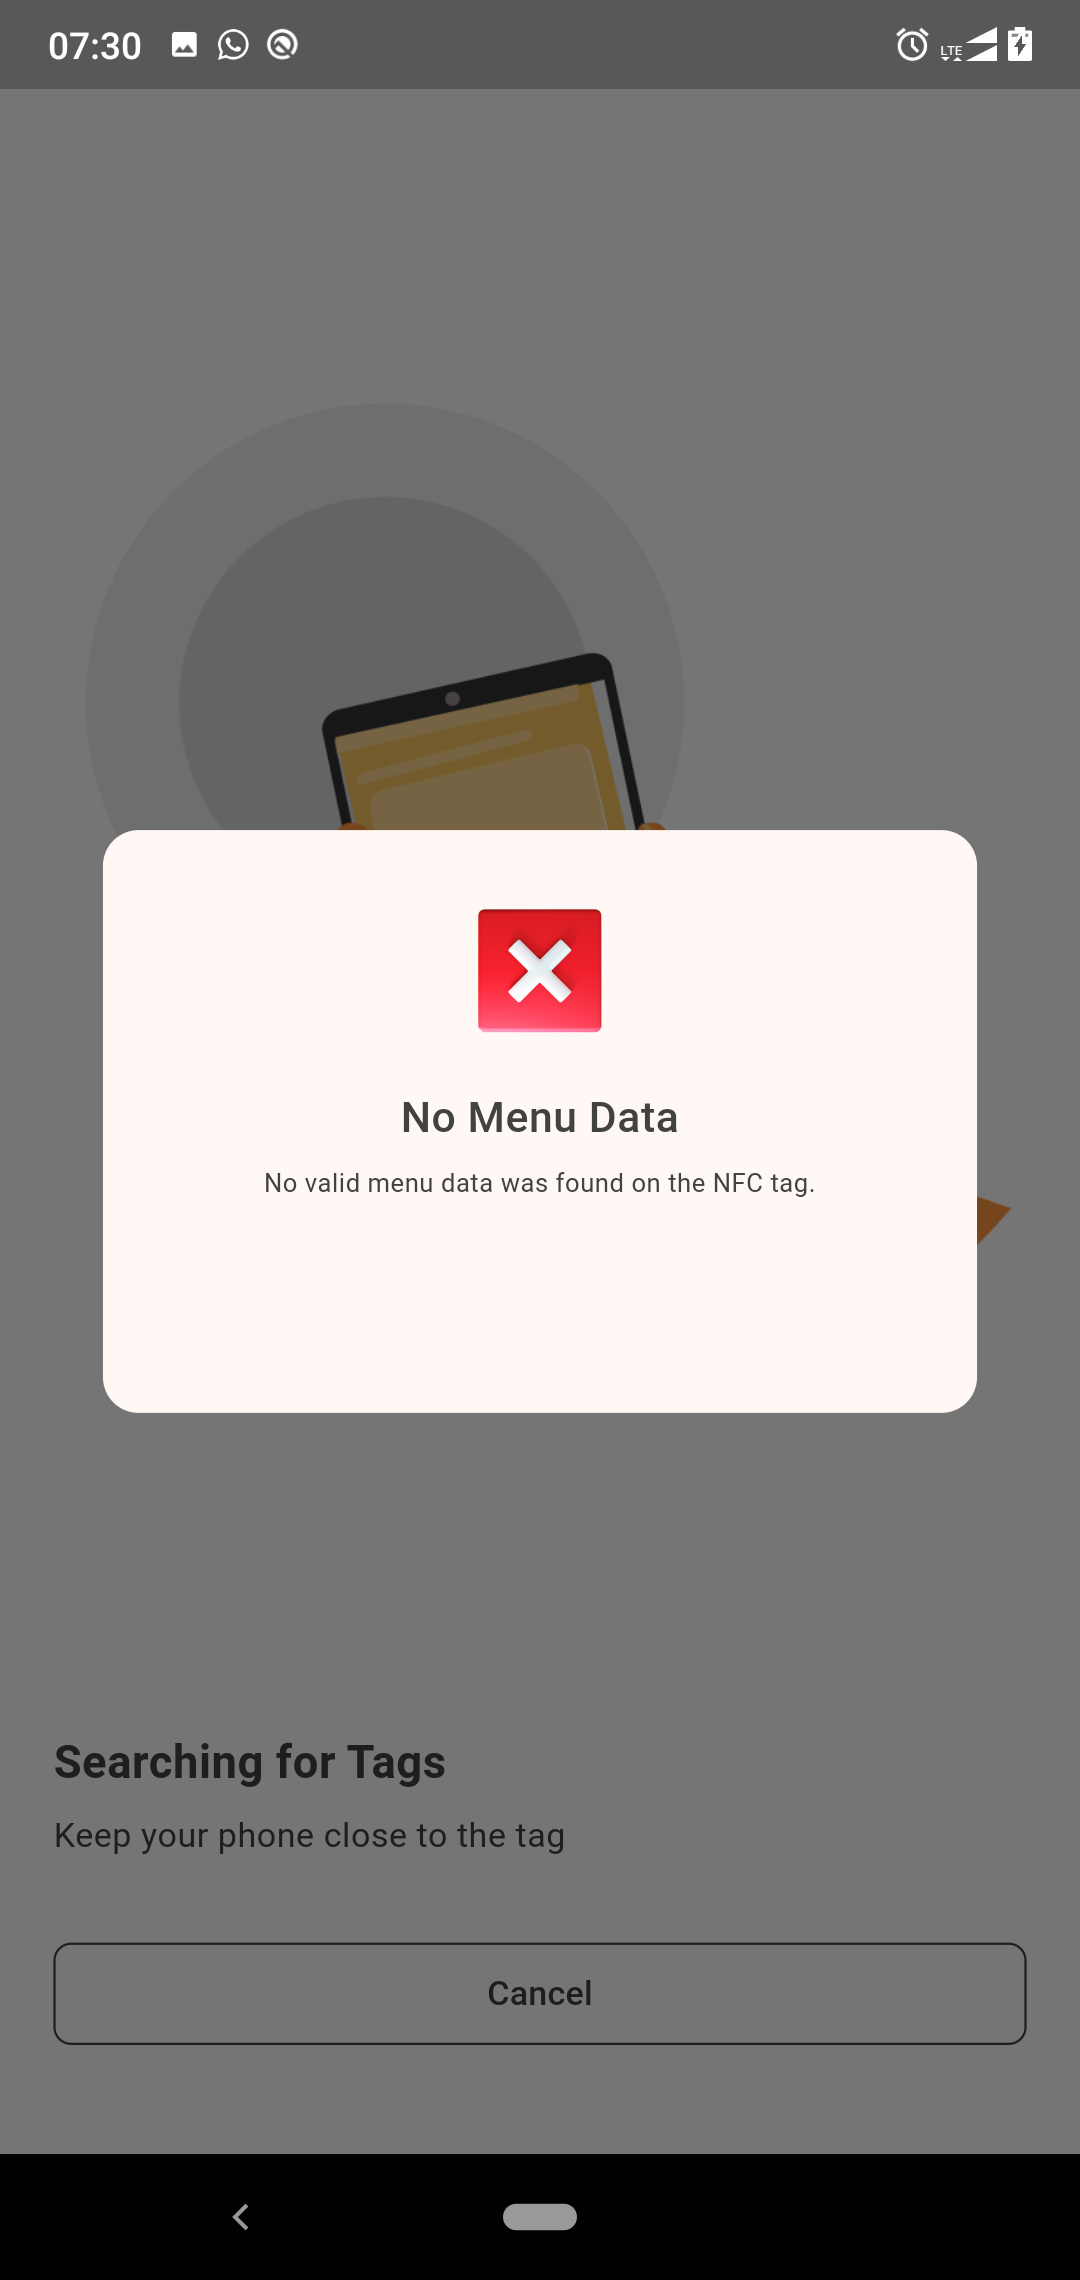 07:30
LTE
No Menu Data
No valid menu data was found on the NFC tag.
Searching for Tags
Keep your phone close to the tag
Cancel